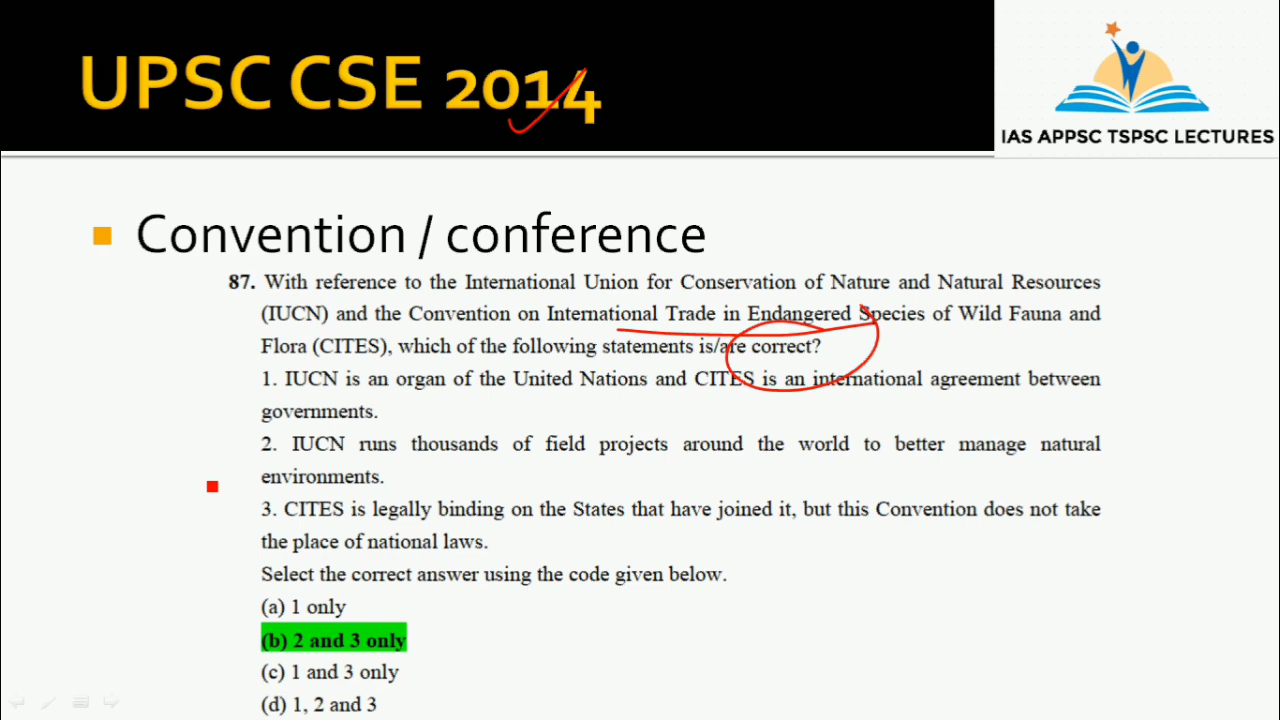 UPSC CSE 2014
IAS APPSC TSPSC LECTURES
Convention / conference
87. With reference to the International Union for Conservation of Nature and Natural Resources
(IUCN) and the Convention on International Trade in Endangered Species of Wild Fauna and
Flora (CITES), which of the following statements is/are correct?
1. IUCN is an organ of the United Nations and CITES is an international agreement between
governments.
2. IUCN runs thousands of field projects around the world to better manage natural
environments.
3. CITES is legally binding on the States that have joined it, but this Convention does not take
the place of national laws.
Select the correct answer using the code given below.
(a) 1 only
(b) 2 and 3 only
(c) 1 and 3 only
(d) 1, 2 and 3